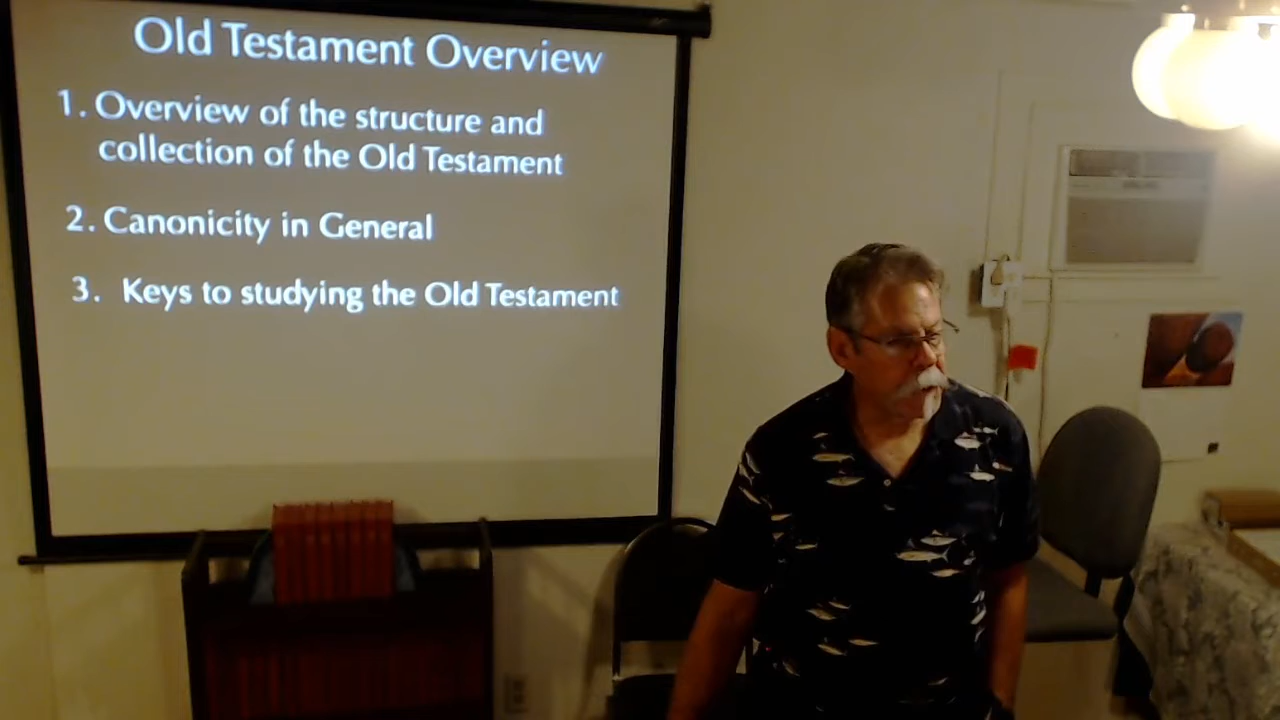 Old Testament Overview
1. Overview of the structure and
collection of the Old Testament
2. Canonicity in General
3. Keys to studying the Old Testament